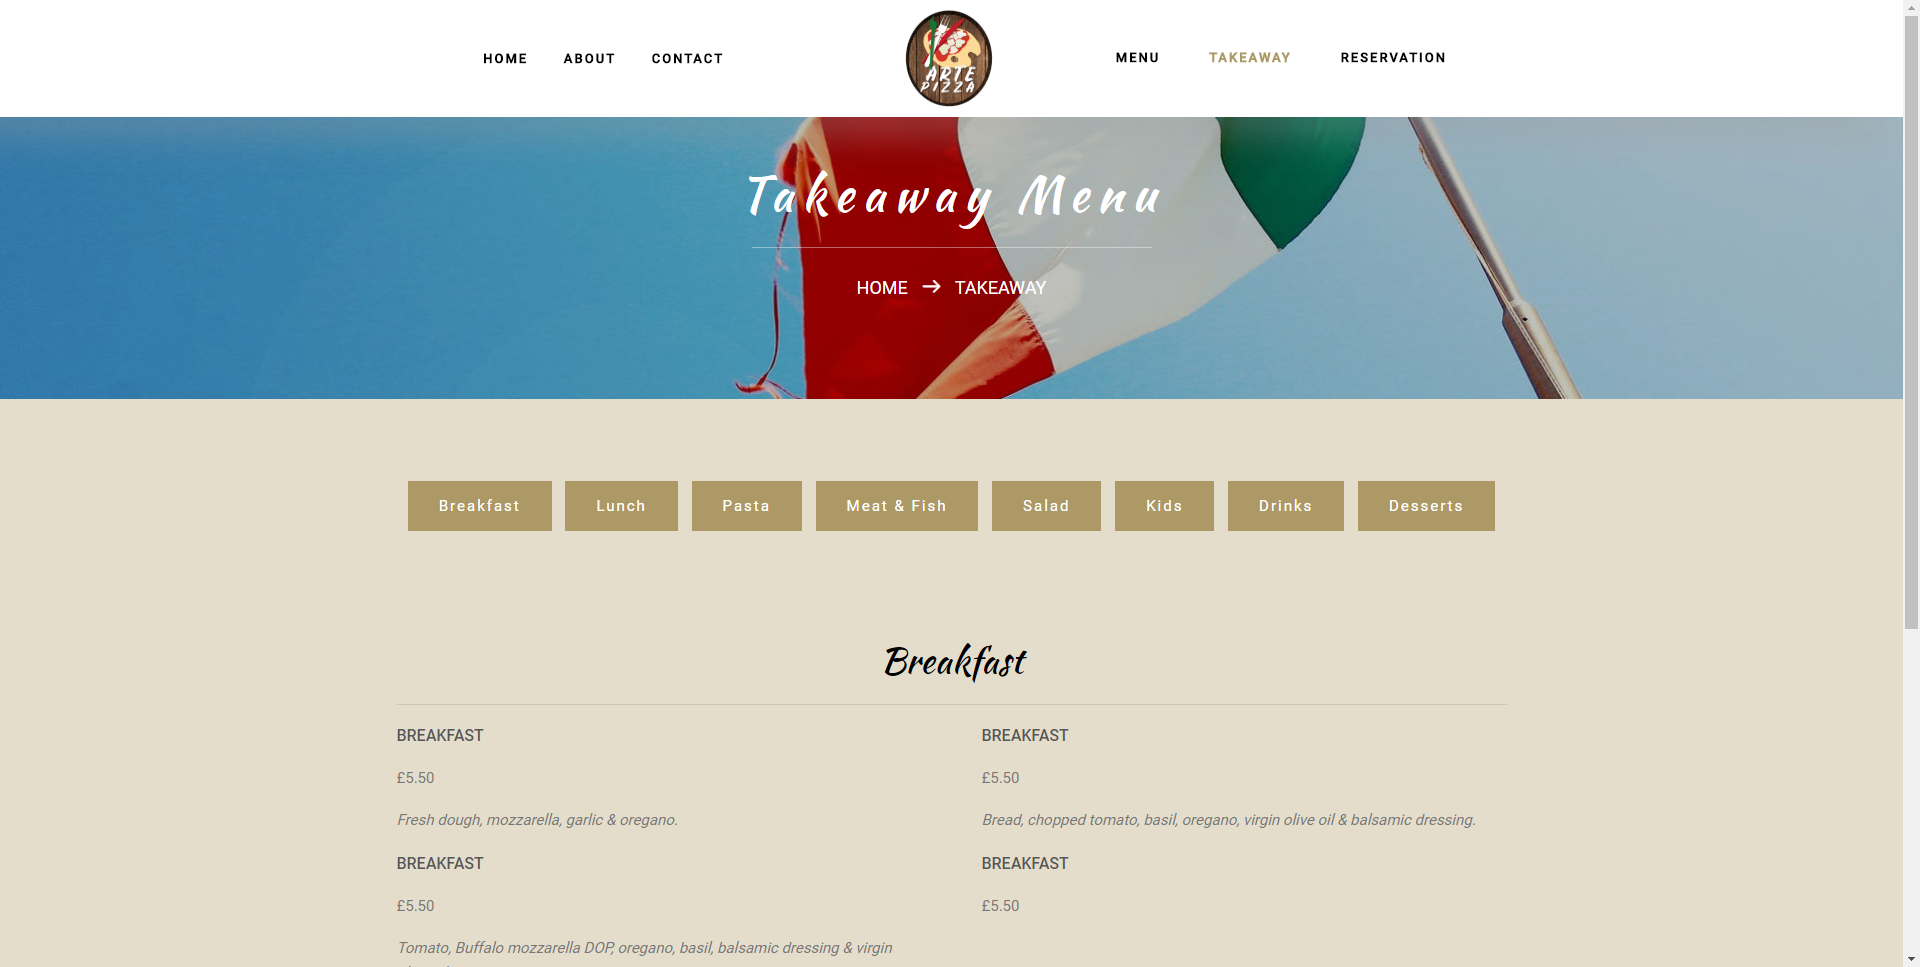 HOME ABOUT CONTACT
ARTE
PIZZA
MENU TAKEAWAY RESERVATION
Takeaway Menu
HOME → TAKEAWAY
Breakfast Lunch Pasta Meat & Fish Salad Kids Drinks Desserts
Breakfast
BREAKFAST
£5.50
Fresh dough, mozzarella, garlic & oregano.
BREAKFAST
£5.50
Bread, chopped tomato, basil, oregano, virgin olive oil & balsamic dressing.
BREAKFAST
£5.50
Tomato, Buffalo mozzarella DOP, oregano, basil, balsamic dressing & virgin
BREAKFAST
£5.50